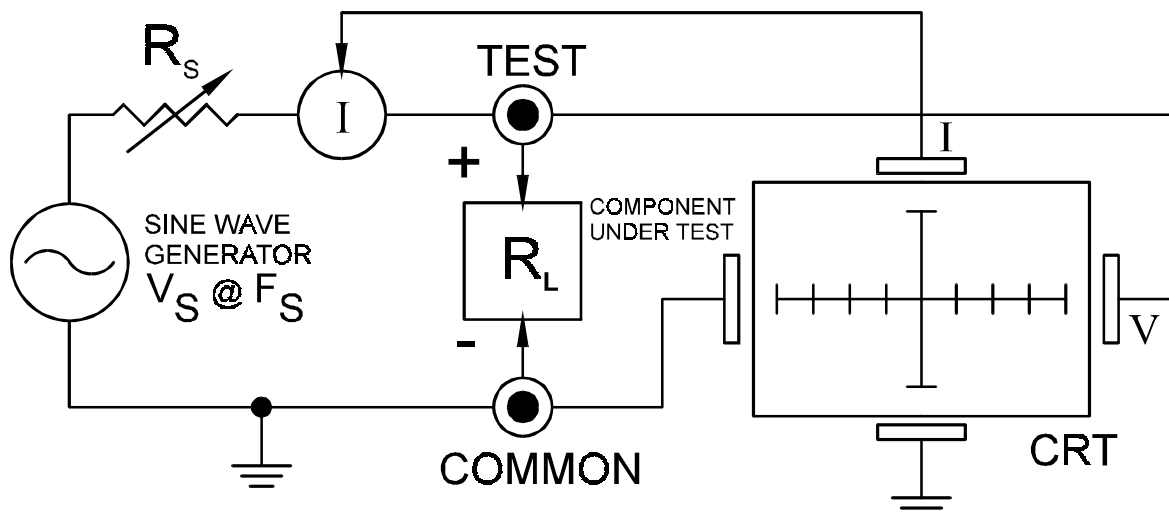 R_S
TEST
I
I
+
COMPONENT
UNDER TEST
SINE WAVE
GENERATOR
V_S @ F_S
R_L
V
-
COMMON
CRT